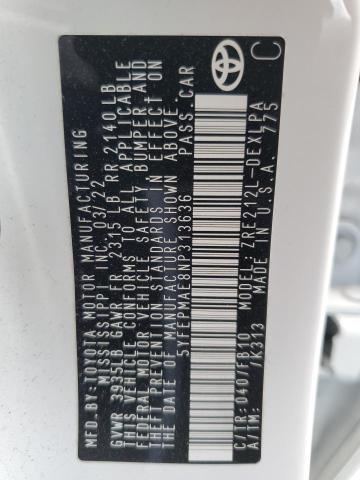 MFD. BY: TOYOTA MOTOR MANUFACTURING
MISSISSIPPI INC. 03/22
GVWR 3935LB GAWR FR 2315 LB RR 2140LB
THIS VEHICLE CONFORMS TO ALL APPLICABLE
FEDERAL MOTOR VEHICLE SAFETY, BUMPER AND
THEFT PREVENTION STANDARDS IN EFFECT ON
DATE OF MANUFACTURE SHOWN ABOVE.
5YFEPMAE8NP313636 PASS.CAR
C/TR: 040/FB10 MODEL: ZRE212L-DEXLPA
A/TM: /K313 MADE IN U.S.A. 775
TOYOTA
C